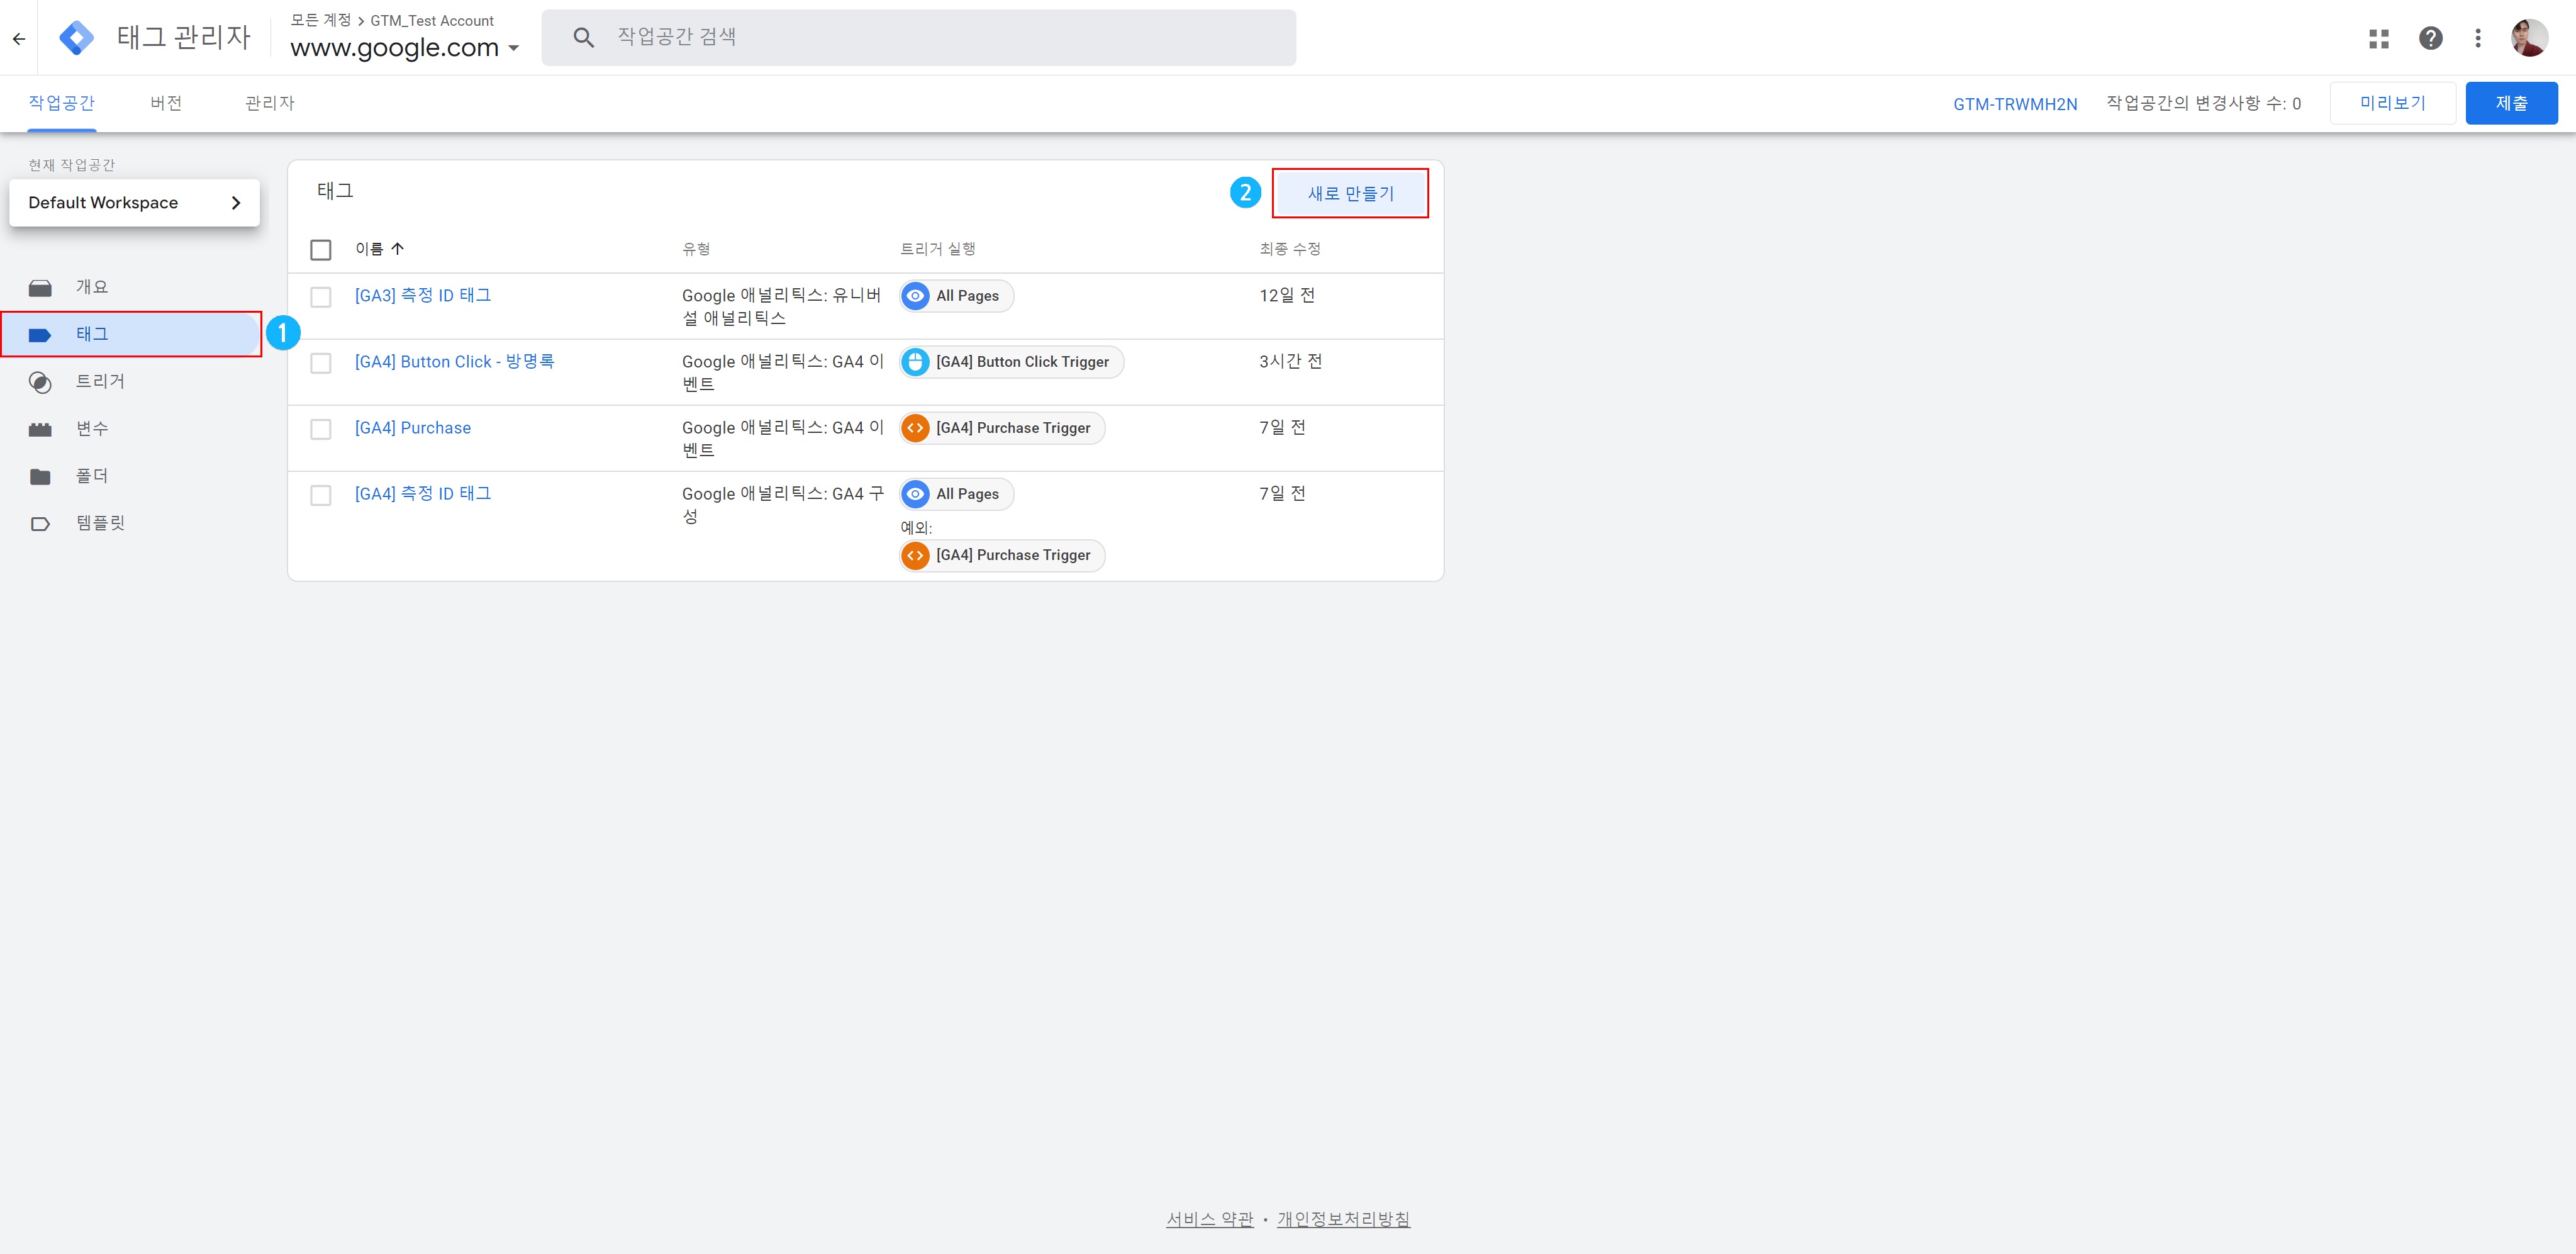 모든 계정 > GTM_Test Account
태그 관리자
www.google.com
작업공간 검색
작업공간
버전
관리자
GTM-TRWMH2N
작업공간의 변경사항 수: 0
미리보기
제출
현재 작업공간
Default Workspace
개요
태그
1
트리거
변수
폴더
템플릿
태그
2
새로 만들기
이름
유형
트리거 실행
최종 수정
[GA3] 측정 ID 태그
Google 애널리틱스: 유니버
설 애널리틱스
All Pages
12일 전
[GA4] Button Click - 방명록
Google 애널리틱스: GA4 이
벤트
[GA4] Button Click Trigger
3시간 전
[GA4] Purchase
Google 애널리틱스: GA4 이
벤트
[GA4] Purchase Trigger
7일 전
[GA4] 측정 ID 태그
Google 애널리틱스: GA4 구
성
All Pages
예외:
[GA4] Purchase Trigger
7일 전
서비스 약관 • 개인정보처리방침